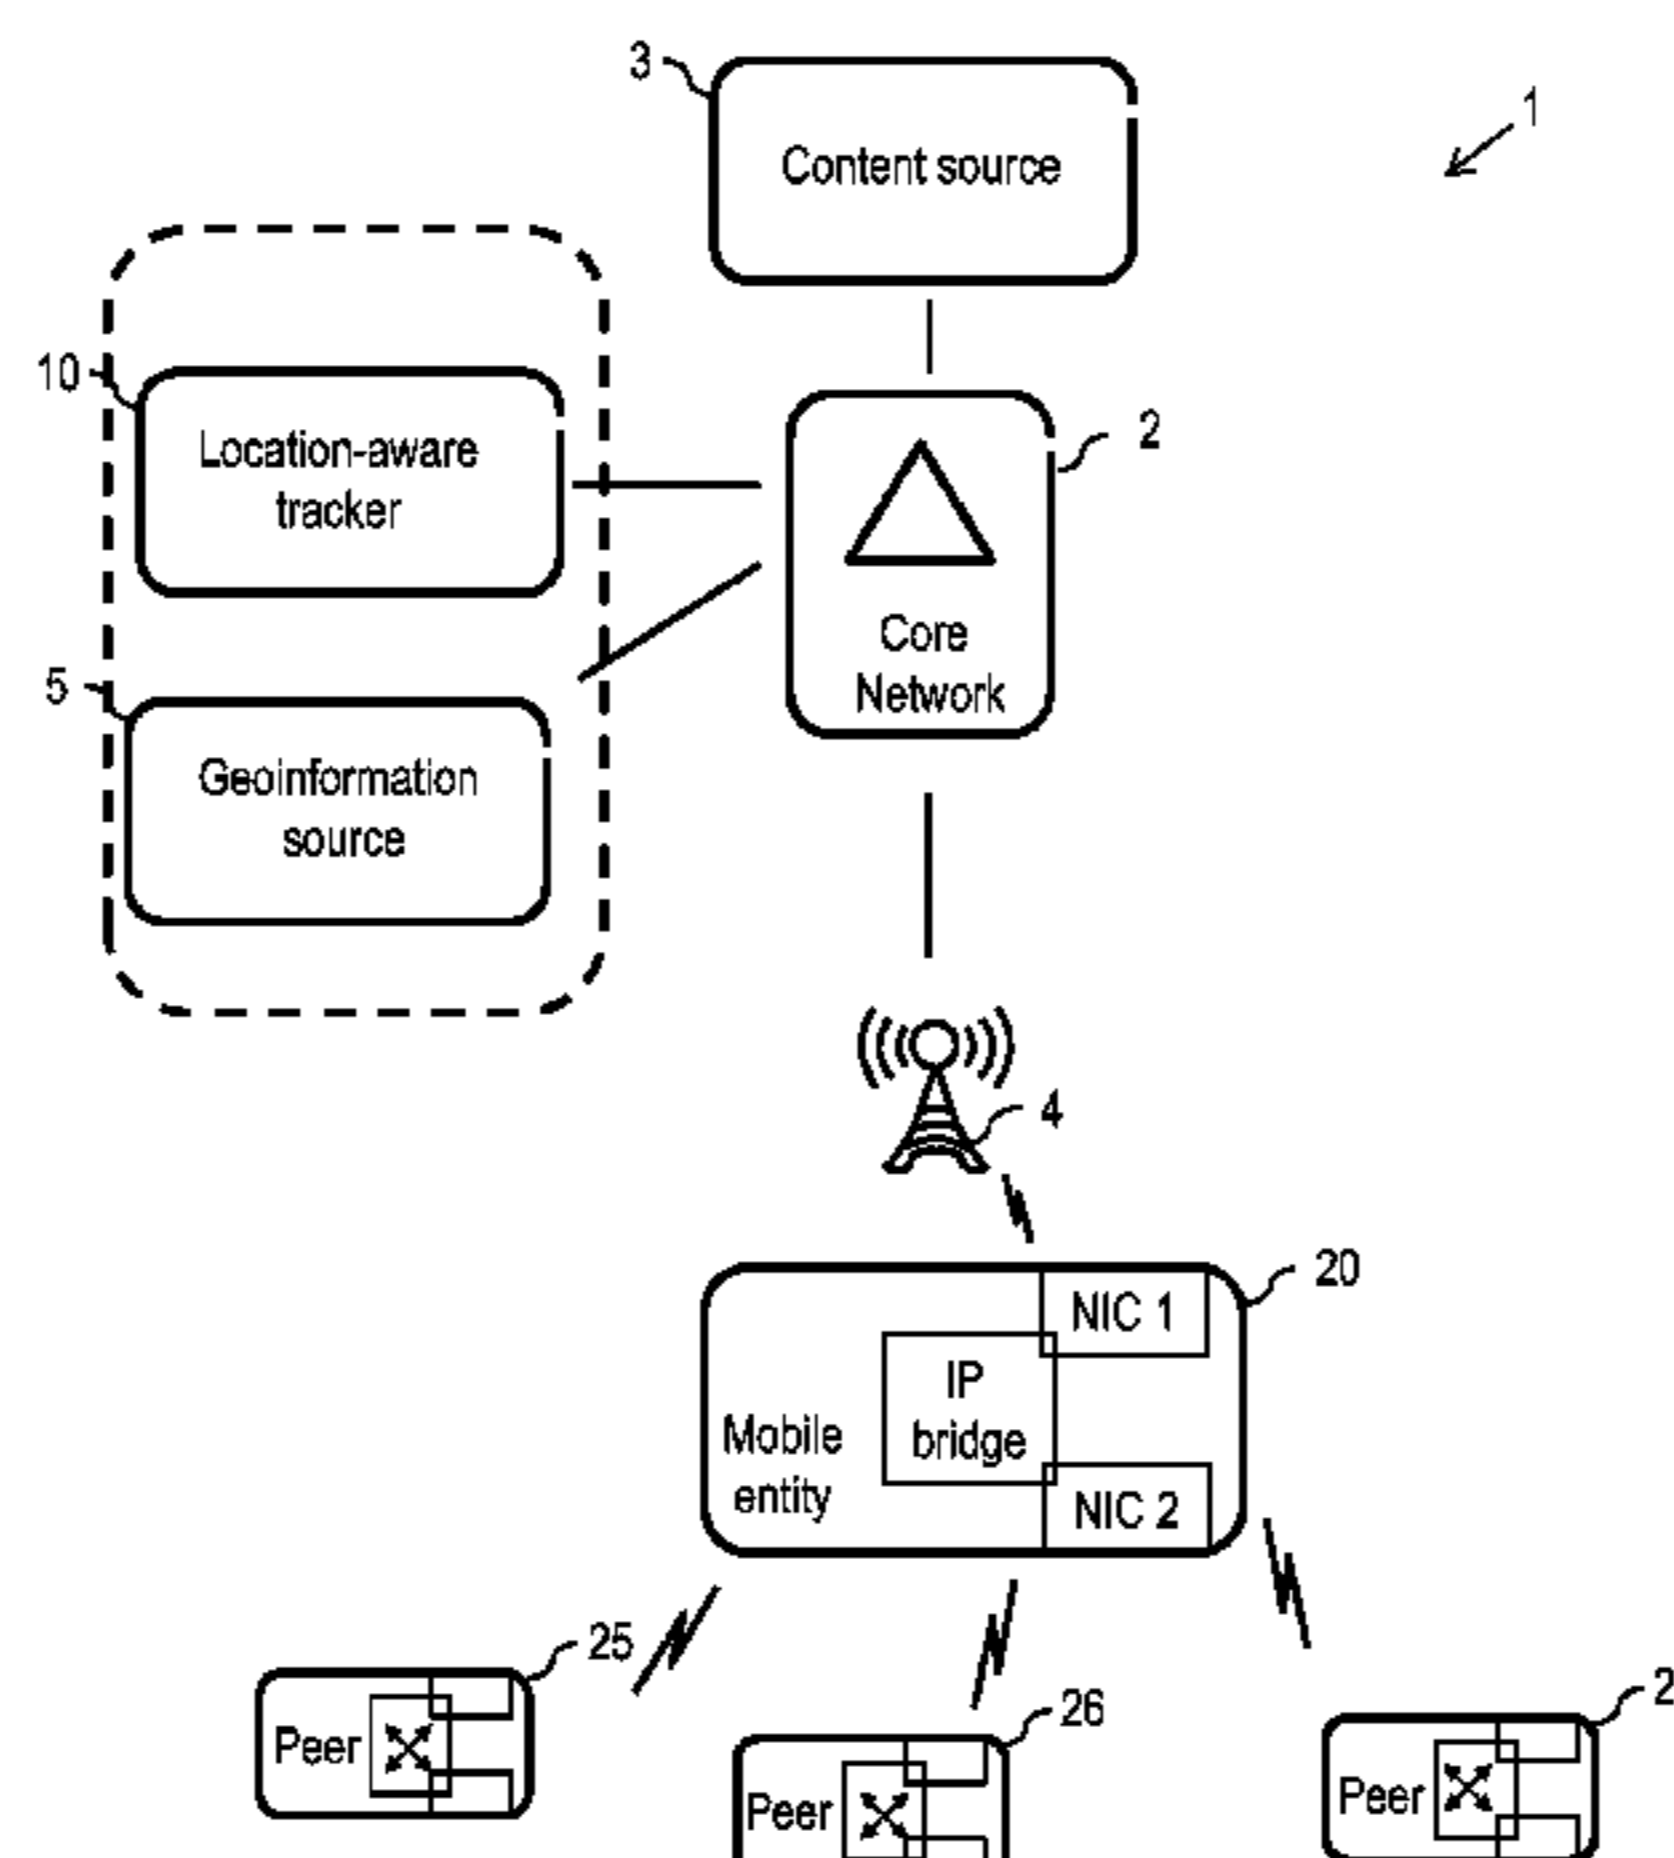 3
1
Content source
10
2
Location-aware
tracker
Core
Network
5
Geoinformation
source
4
20
NIC 1
IP
bridge
Mobile
entity
NIC 2
25
26
2
Peer
Peer
Peer